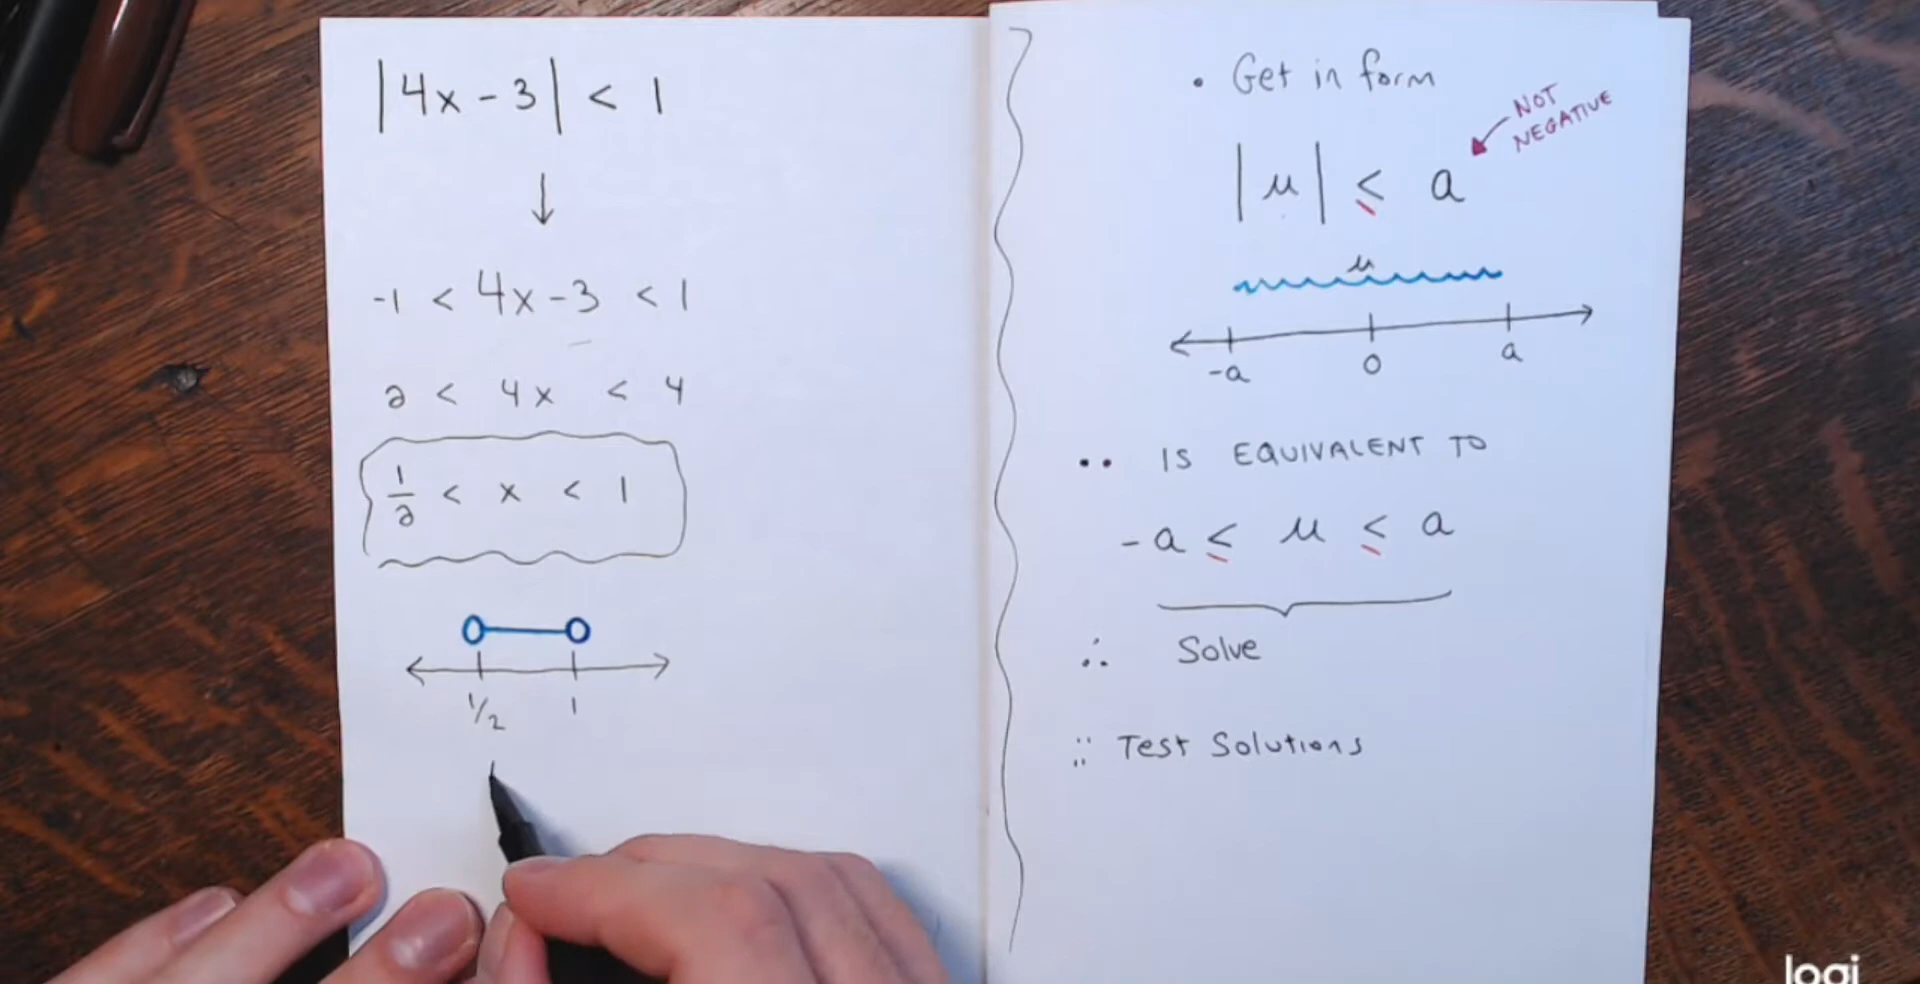 |4x - 3| < 1
↓
-1 < 4x - 3 < 1
2 < 4x < 4
1/2 < x < 1
1/2 1
• Get in form
NOT NEGATIVE
|u| ≤ a
u
-a 0 a
•• IS EQUIVALENT TO
-a ≤ u ≤ a
∴ Solve
:: Test Solutions
logi